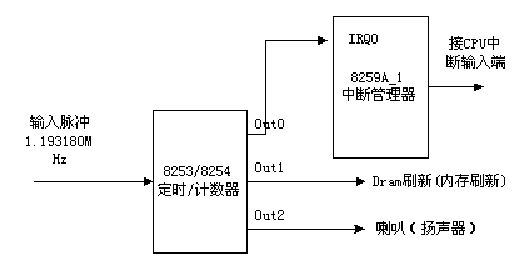 IRQ0
8259A_1
中断管理器
接CPU中
断输入端
输入脉冲
1.193180M
Hz
8253/8254
定时/计数器
Out0
Out1
Out2
Dram刷新(内存刷新)
喇叭（扬声器）